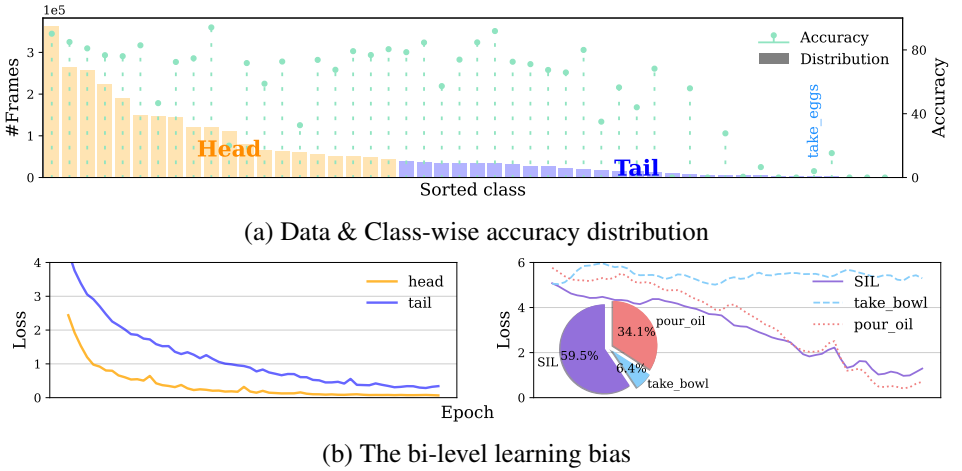 1e5
3
2
1
0
#Frames
Head
Tail
take_eggs
Accuracy
Distribution
80
40
0
Accuracy
Sorted class
(a) Data & Class-wise accuracy distribution
4
3
2
1
0
Loss
head
tail
6
4
2
0
Loss
SIL
take_bowl
pour_oil
34.1%
pour_oil
SIL
59.5%
6.4%
take_bowl
Epoch
(b) The bi-level learning bias